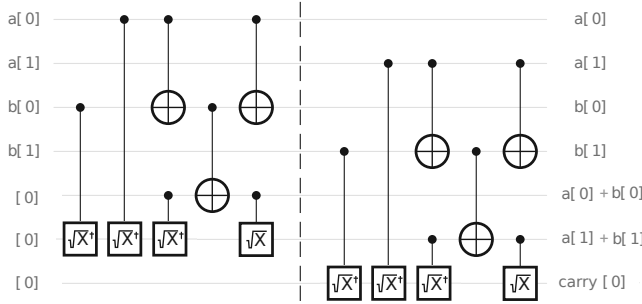 a[0] a[0]
a[1] a[1]
b[0] b[0]
b[1] b[1]
[0] a[0]+b[0]
[0] √X† √X† √X† √X a[1]+b[1]
[0] √X† √X† √X† √X carry [0]